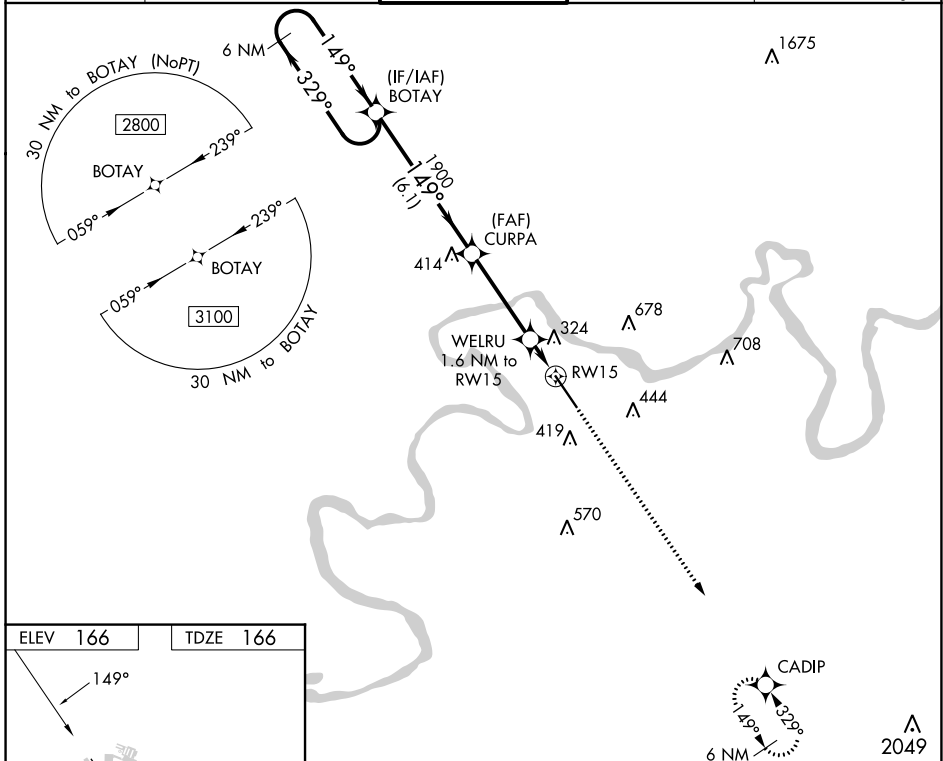 1675
6 NM
149°
329°
(IF/IAF)
BOTAY
30 NM to BOTAY (NoPT)
2800
239°
BOTAY
059°
1900
149°
(6.1)
(FAF)
CURPA
414
239°
BOTAY
059°
3100
30 NM to BOTAY
WELRU
1.6 NM to
RW15
324
678
708
RW15
444
419
570
ELEV 166
TDZE 166
149°
CADIP
149°
329°
6 NM
2049